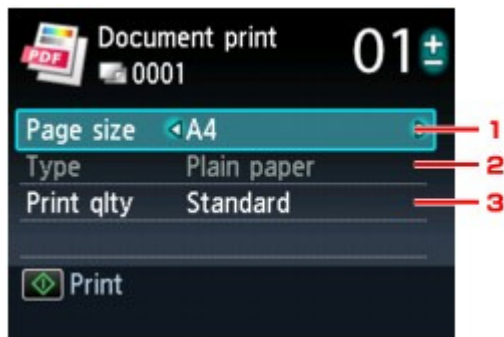 PDF
Document print 01 ±
0001
Page size A4 1
Type Plain paper 2
Print qlty Standard 3
Print